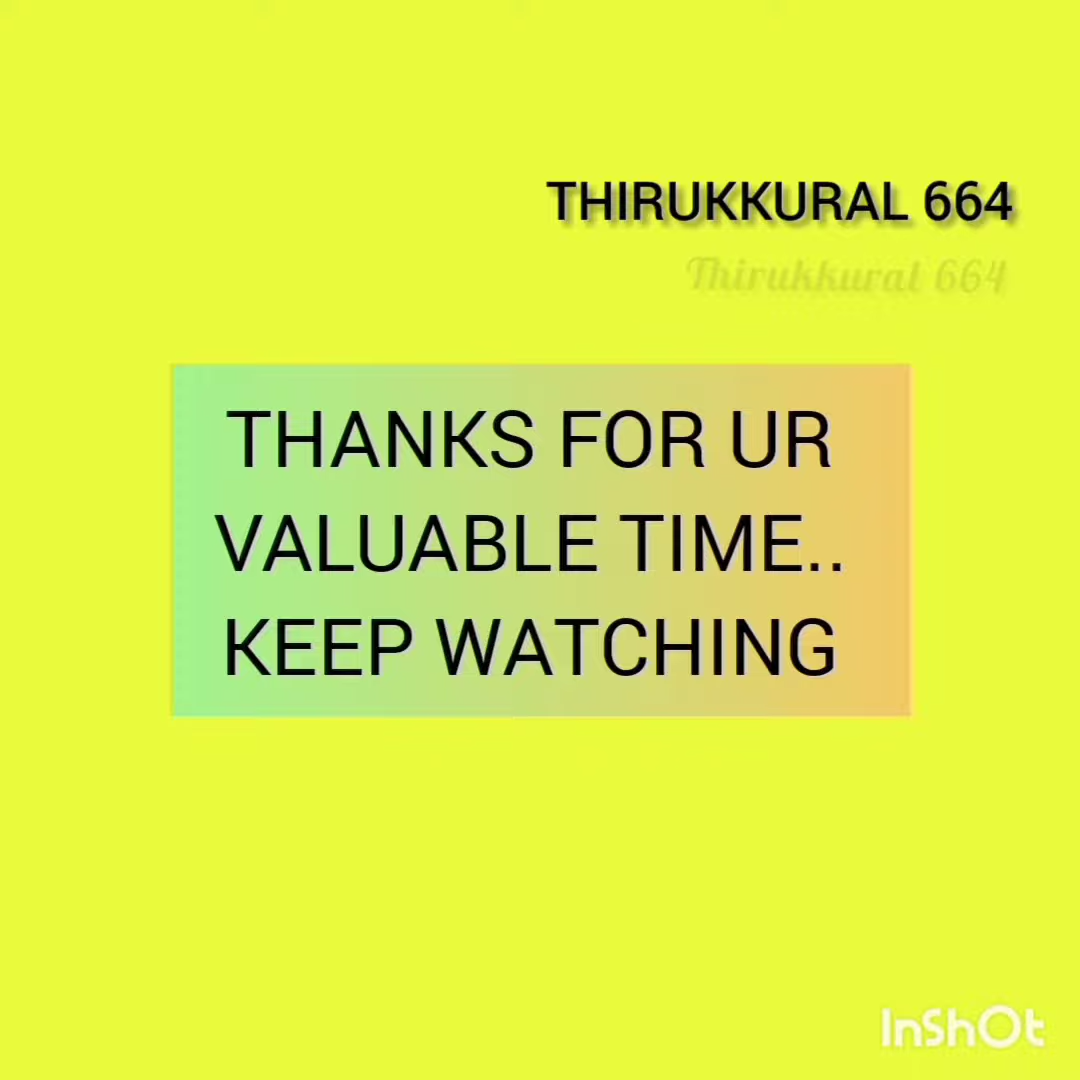 THIRUKKURAL 664
Thirukkural 664
THANKS FOR UR
VALUABLE TIME..
KEEP WATCHING
InShOt